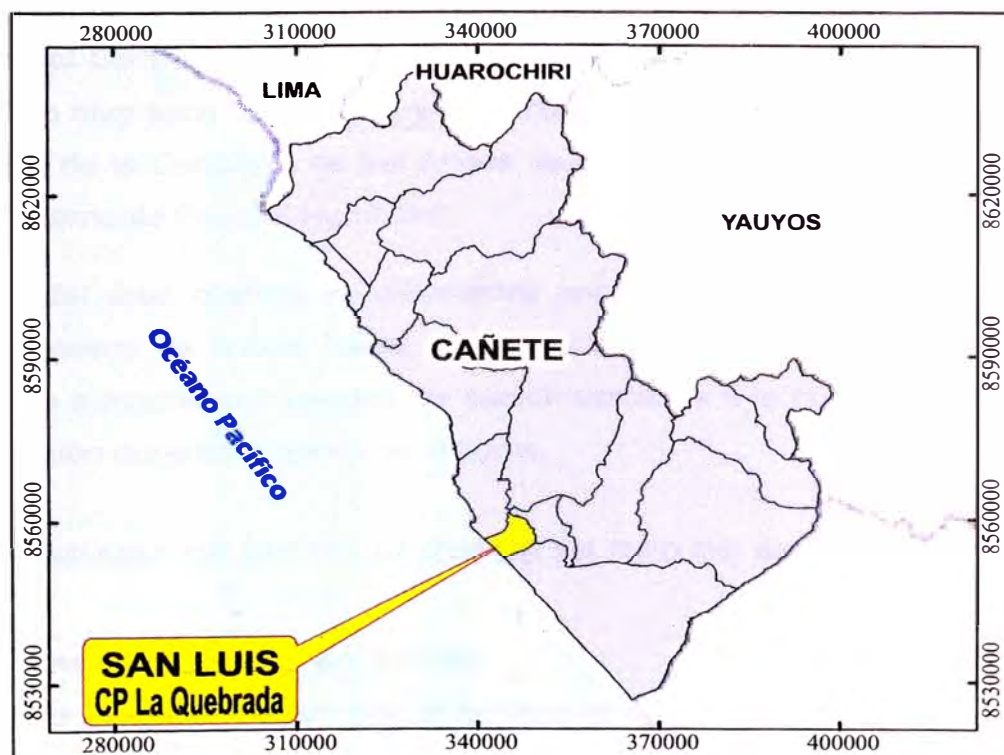 280000 310000 340000 370000 400000
HUAROCHIRI
LIMA
8620000 8620000
YAUYOS
CAÑETE
8590000 8590000
Océano Pacífico
8560000 8560000
SAN LUIS
CP La Quebrada
8530000 8530000
280000 310000 340000 370000 400000